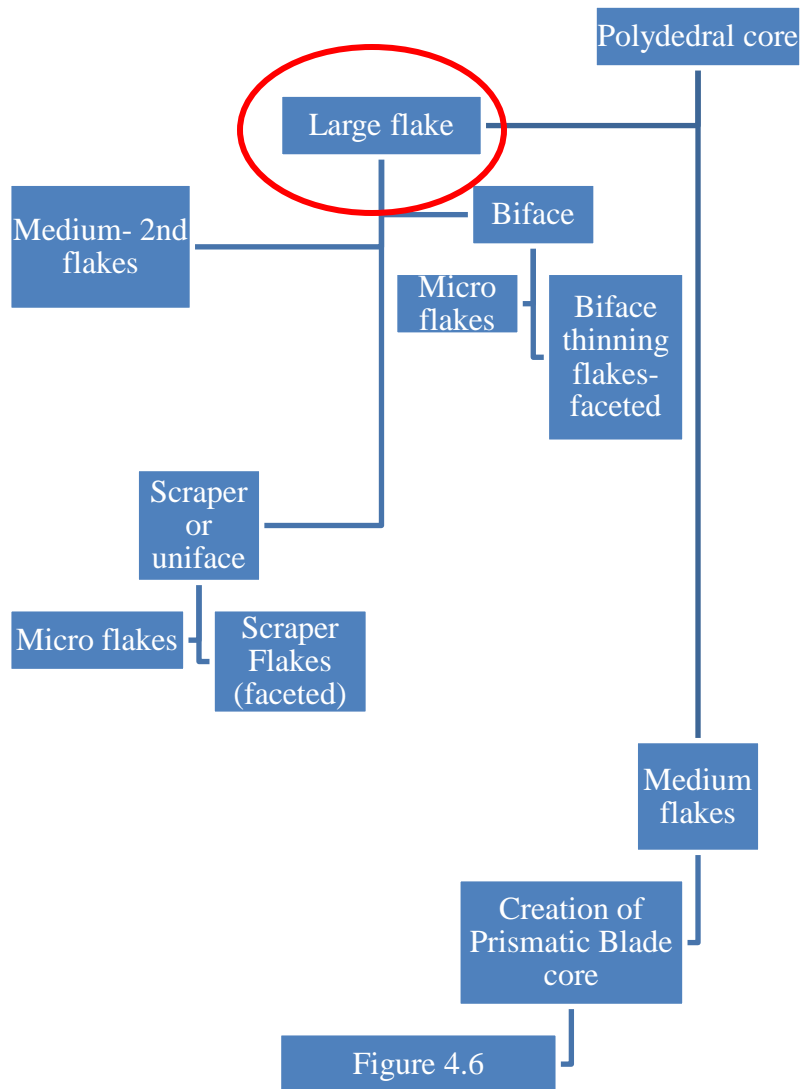 Polydedral core
Large flake
Medium- 2nd
flakes
Biface
Micro
flakes
Biface
thinning
flakes-
faceted
Scraper
or
uniface
Micro flakes
Scraper
Flakes
(faceted)
Medium
flakes
Creation of
Prismatic Blade
core
Figure 4.6